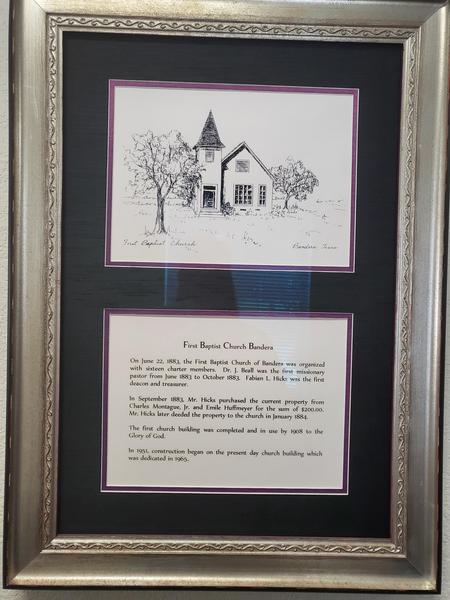 First Baptist Church
Bandera Texas
First Baptist Church Bandera
On June 22, 1883, the First Baptist Church of Bandera was organized
with sixteen charter members. Dr. J. Beall was the first missionary
pastor from June 1883 to October 1883. Fabian L. Hicks was the first
deacon and treasurer.
In September 1883, Mr. Hicks purchased the current property from
Charles Montague, Jr. and Emile Huffmeyer for the sum of $200.00.
Mr. Hicks later deeded the property to the church in January 1884.
The first church building was completed and in use by 1908 to the
Glory of God.
In 1951, construction began on the present day church building which
was dedicated in 1965.